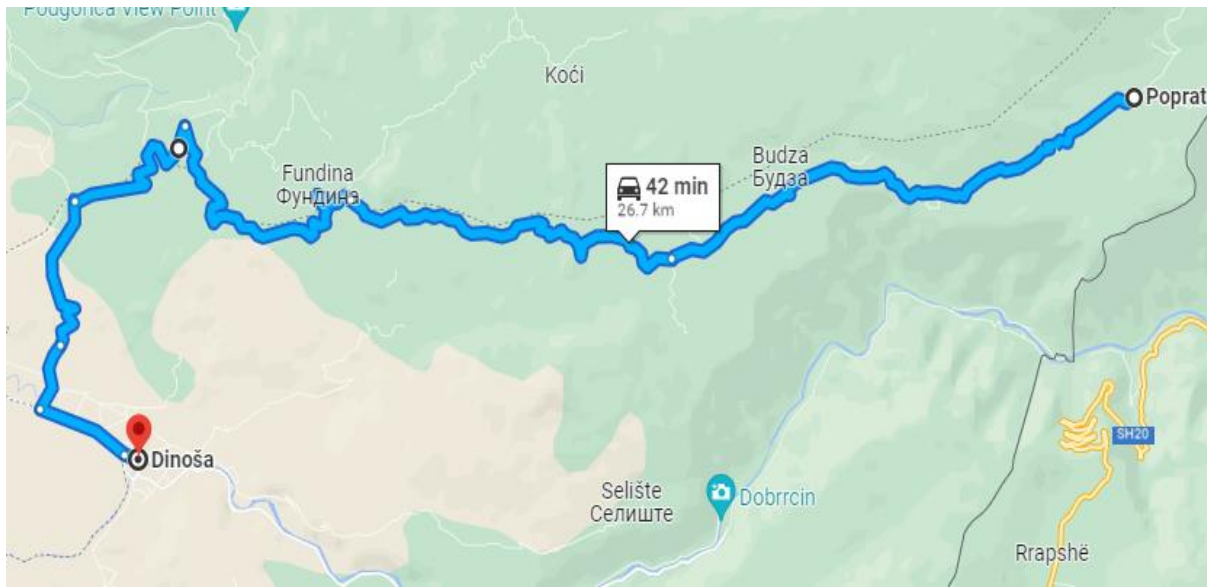 Podgorica View Point
Koći
Poprat
Budza
Будза
Fundina
Фундина
42 min
26.7 km
SH20
Dinoša
Selište
Селиште
Dobrrcin
Rrapshë